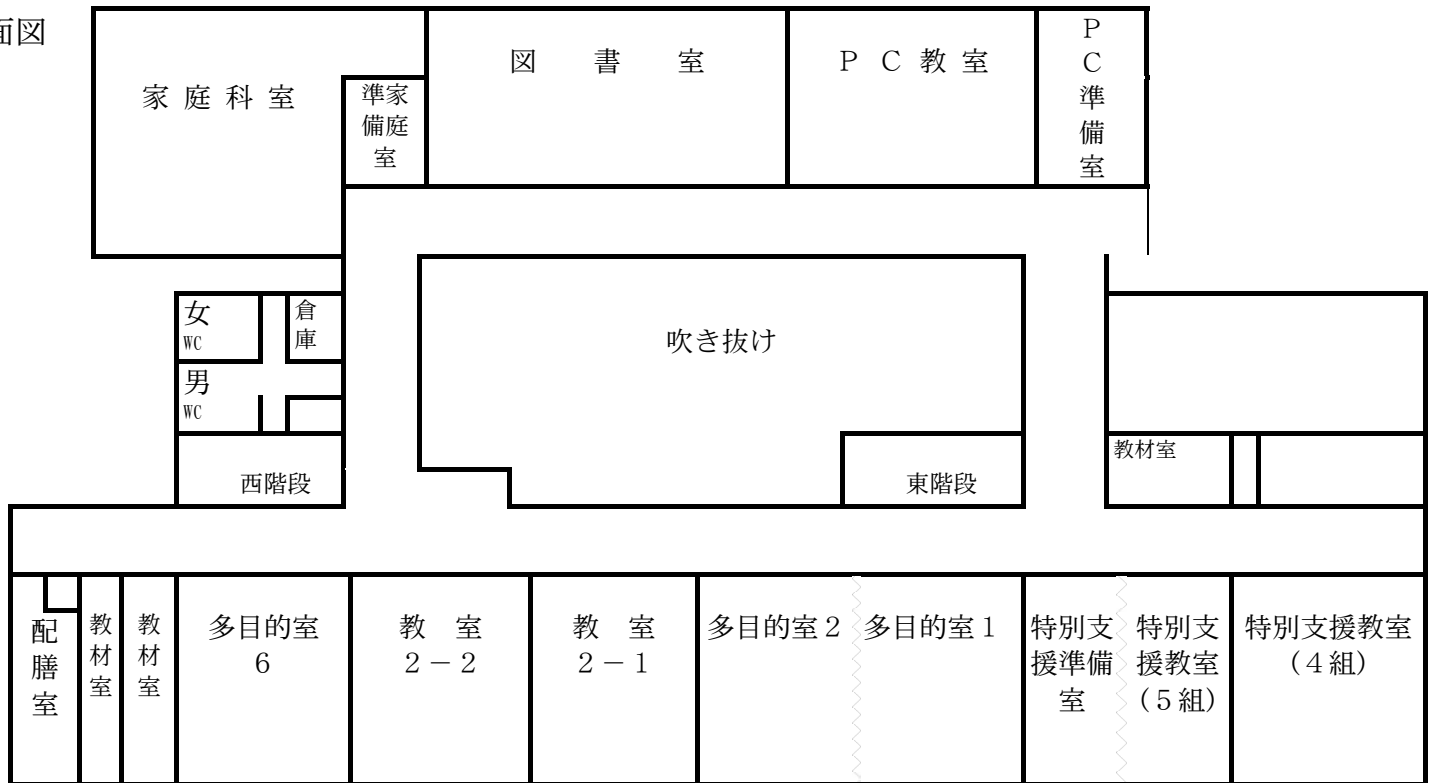 面図
家庭科室
準家
備庭
室
図書室
PC教室
P
C
準
備
室
女
WC
倉
庫
男
WC
西階段
吹き抜け
東階段
教材室
配
膳
室
教
材
室
教
材
室
多目的室
6
教室
2-2
教室
2-1
多目的室2
多目的室1
特別支
援準備
室
特別支
援教室
(5組)
特別支援教室
(4組)